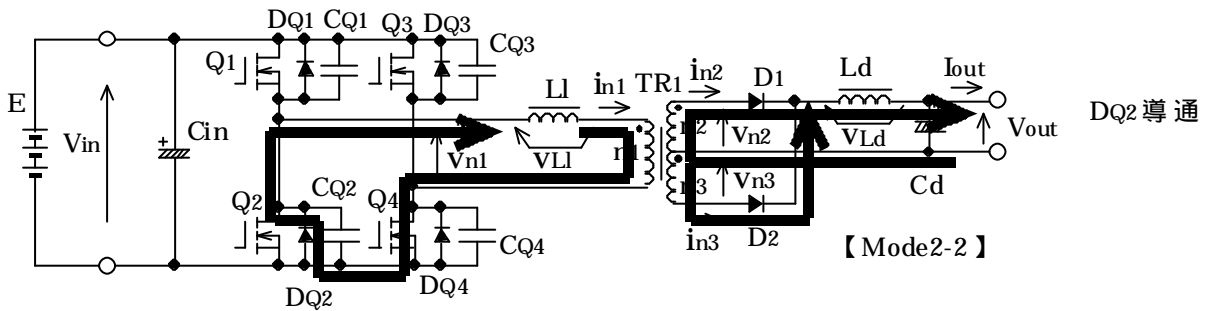 DQ1 CQ1 Q3 DQ3
Q1 CQ3
E Vin + Cin
Ll in1 TR1 in2 D1 Ld Iout
DQ2 導通
vn1 vLl n1 n2 Vn2 VLd Vout
Q2 CQ2 Q4 n3 Vn3 Cd
CQ4
in3 D2
【Mode2-2】
DQ2 DQ4